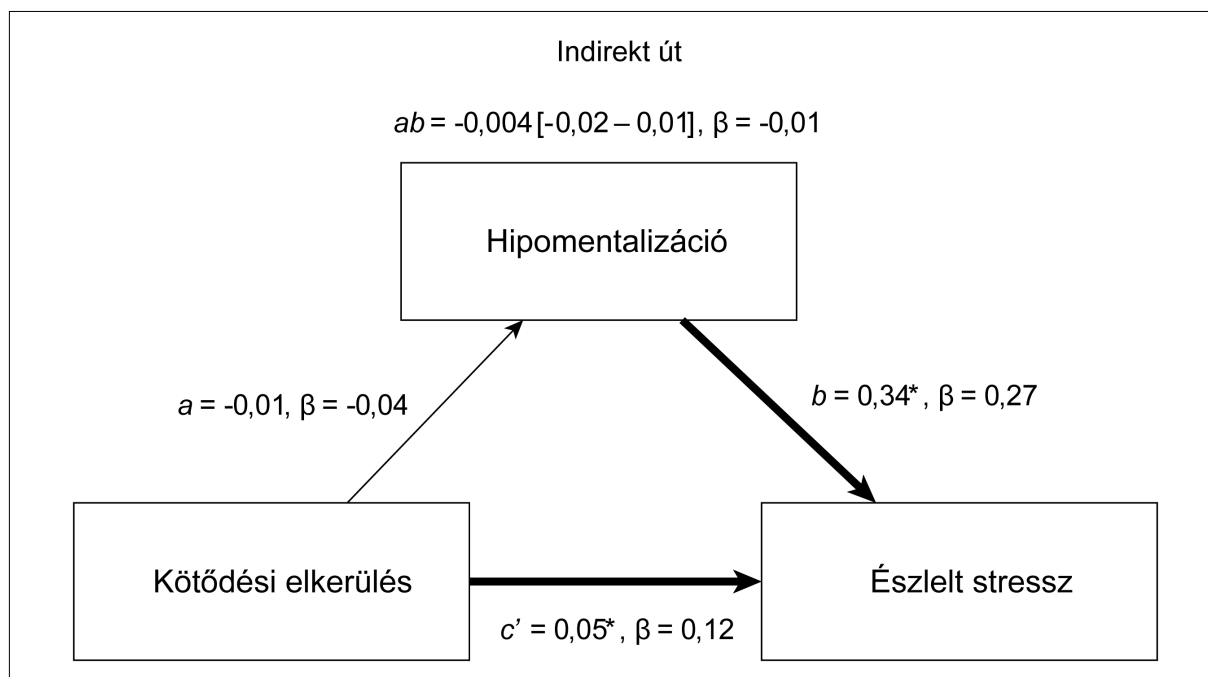 Indirekt út
ab = -0,004 [-0,02 – 0,01], β = -0,01
Hipomentalizáció
a = -0,01, β = -0,04
b = 0,34*, β = 0,27
Kötődési elkerülés
Észlelt stressz
c’ = 0,05*, β = 0,12